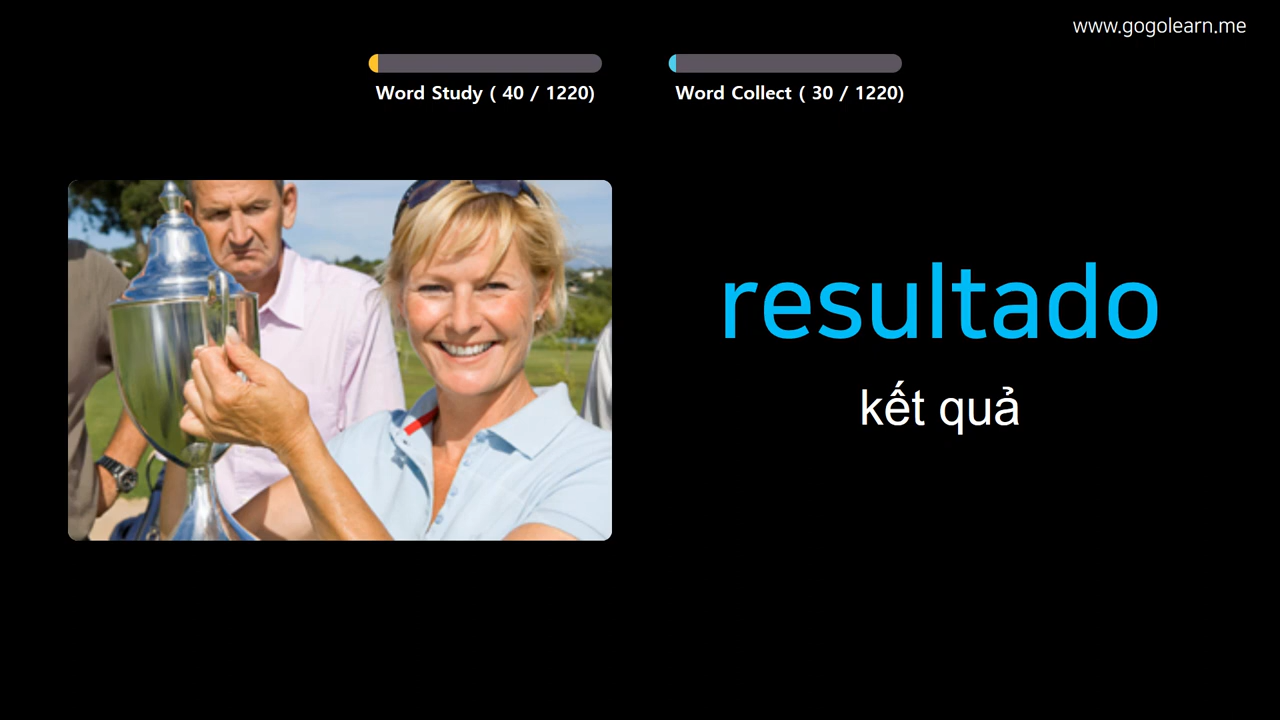 www.gogolearn.me
Word Study ( 40 / 1220)
Word Collect ( 30 / 1220)
resultado
kết quả